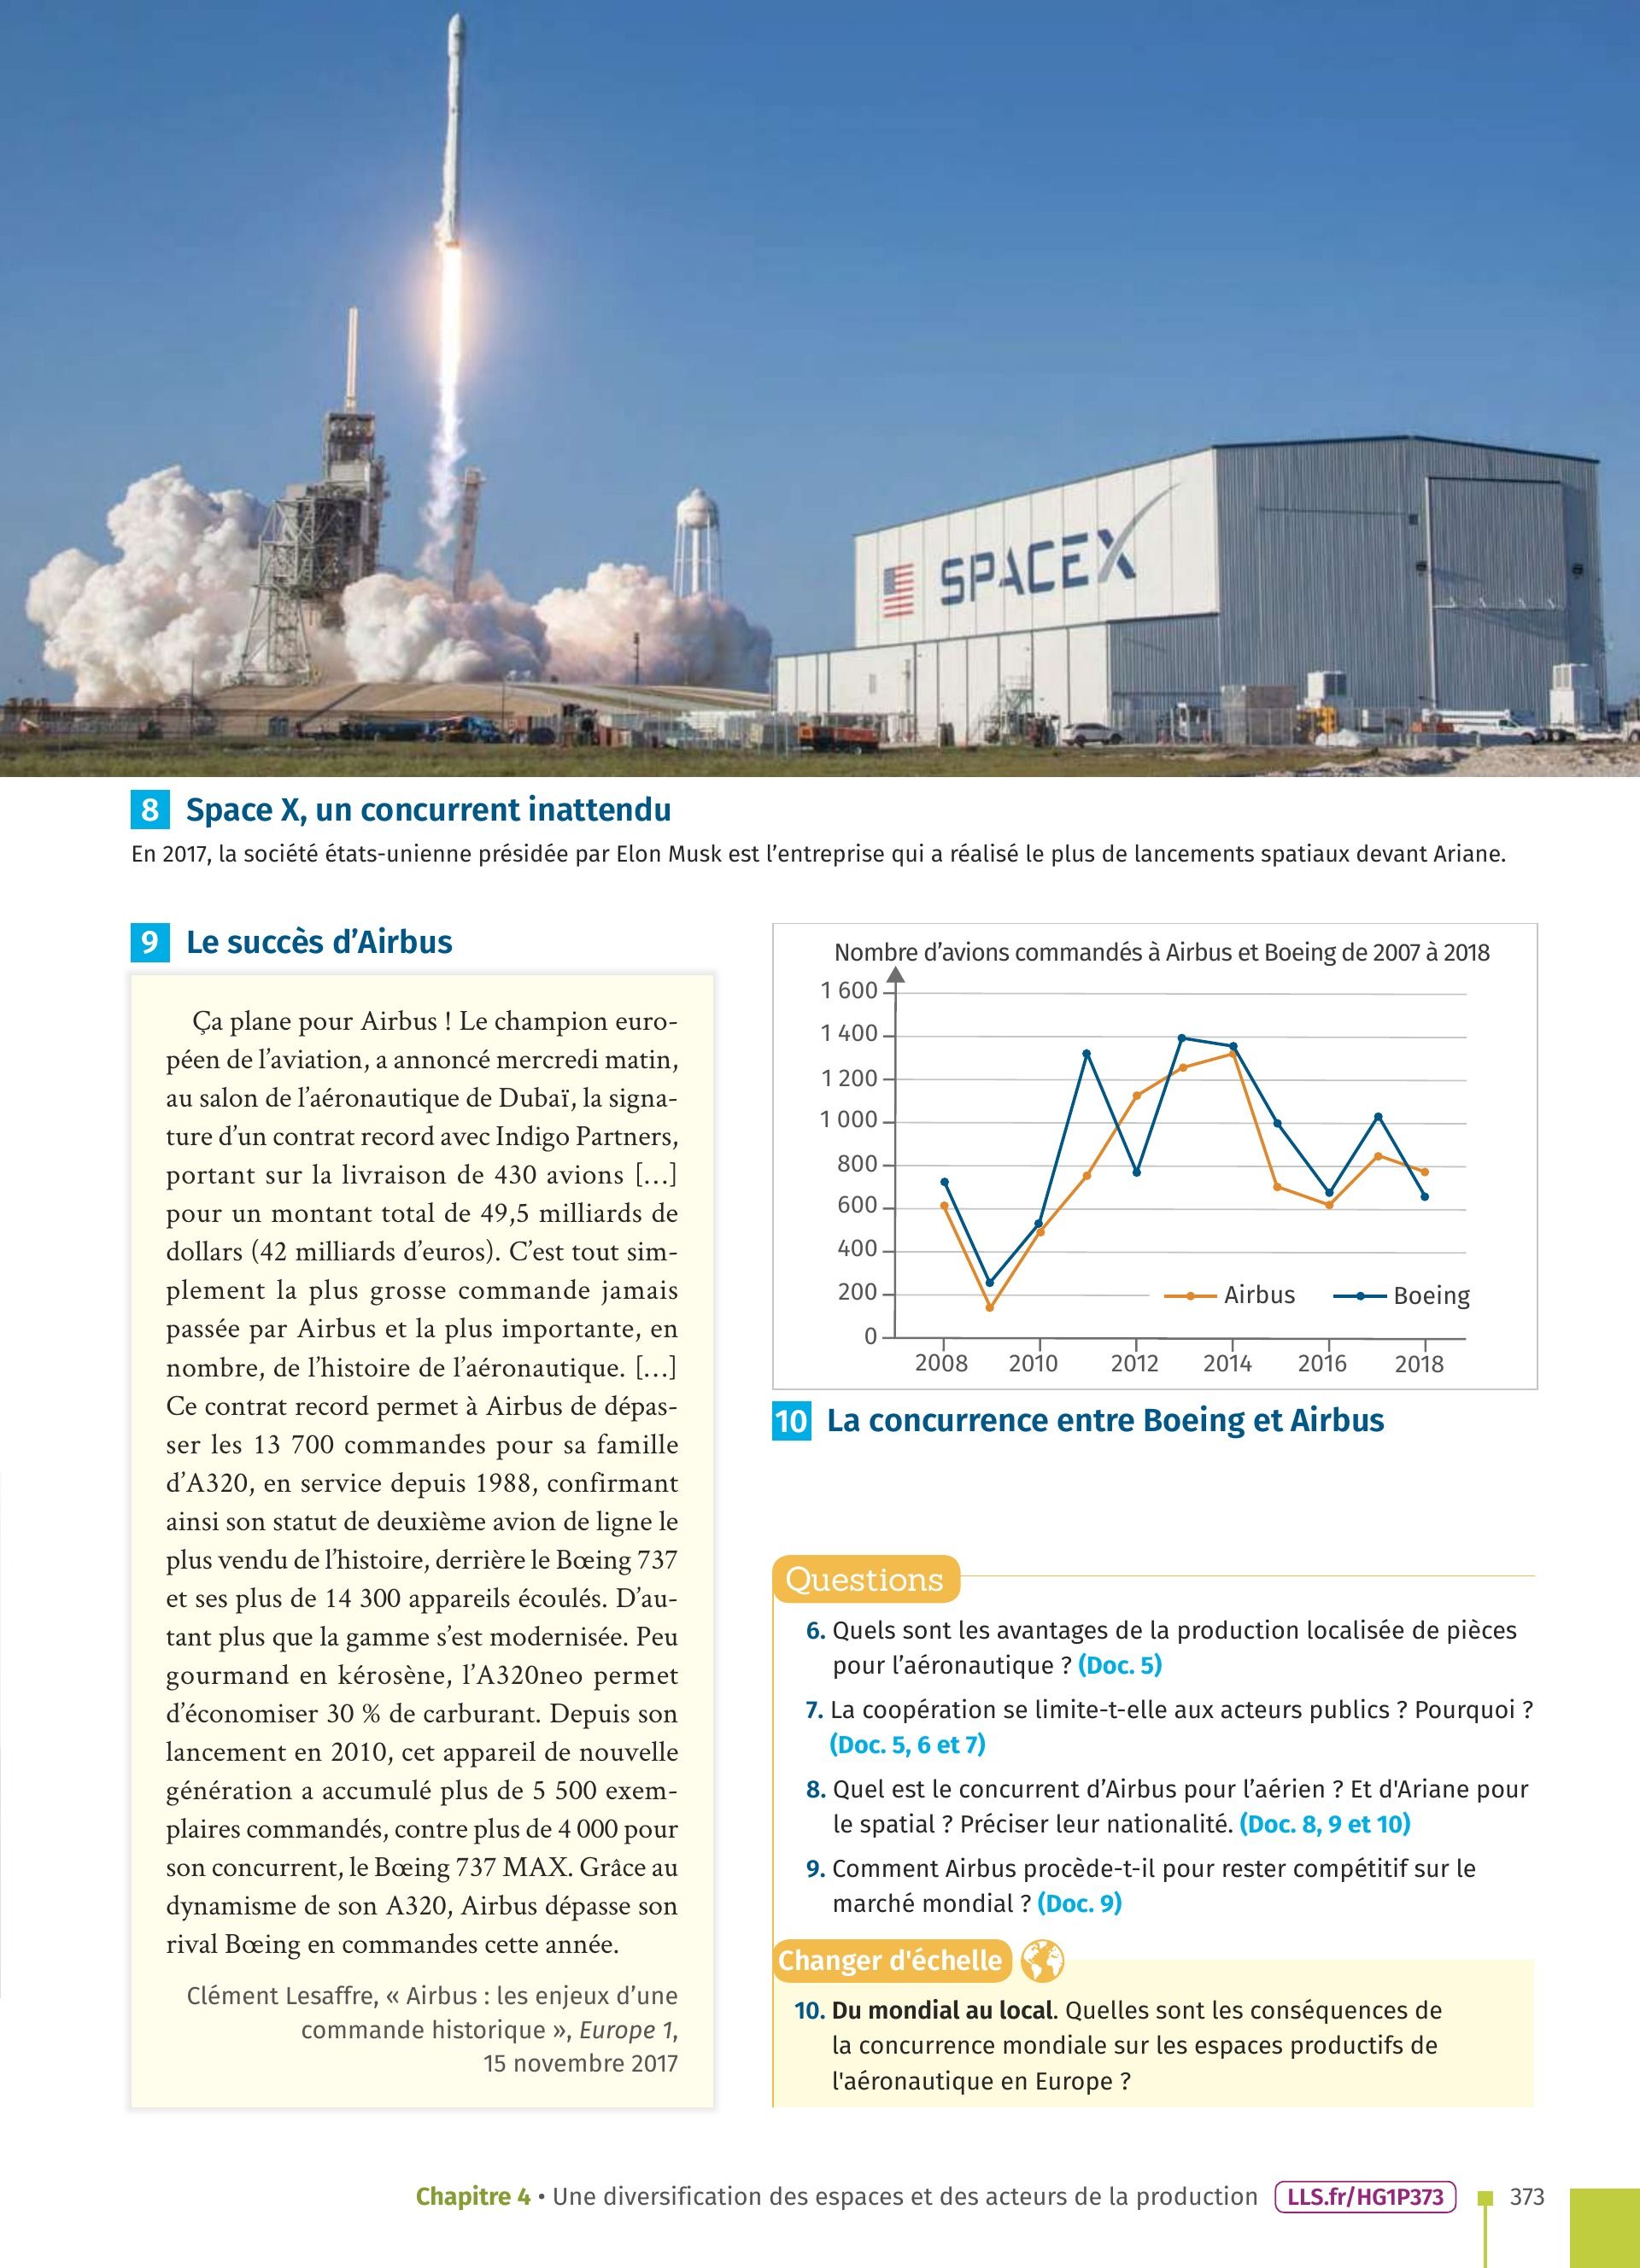 SPACEX
8 Space X, un concurrent inattendu
En 2017, la société états-unienne présidée par Elon Musk est l’entreprise qui a réalisé le plus de lancements spatiaux devant Ariane.
9 Le succès d’Airbus
Ça plane pour Airbus ! Le champion euro-
péen de l’aviation, a annoncé mercredi matin,
au salon de l’aéronautique de Dubaï, la signa-
ture d’un contrat record avec Indigo Partners,
portant sur la livraison de 430 avions […]
pour un montant total de 49,5 milliards de
dollars (42 milliards d’euros). C’est tout sim-
plement la plus grosse commande jamais
passée par Airbus et la plus importante, en
nombre, de l’histoire de l’aéronautique. […]
Ce contrat record permet à Airbus de dépas-
ser les 13 700 commandes pour sa famille
d’A320, en service depuis 1988, confirmant
ainsi son statut de deuxième avion de ligne le
plus vendu de l’histoire, derrière le Bœing 737
et ses plus de 14 300 appareils écoulés. D’au-
tant plus que la gamme s’est modernisée. Peu
gourmand en kérosène, l’A320neo permet
d’économiser 30 % de carburant. Depuis son
lancement en 2010, cet appareil de nouvelle
génération a accumulé plus de 5 500 exem-
plaires commandés, contre plus de 4 000 pour
son concurrent, le Bœing 737 MAX. Grâce au
dynamisme de son A320, Airbus dépasse son
rival Bœing en commandes cette année.
Clément Lesaffre, « Airbus : les enjeux d’une
commande historique », Europe 1,
15 novembre 2017
Nombre d’avions commandés à Airbus et Boeing de 2007 à 2018
1 600
1 400
1 200
1 000
800
600
400
200
0
Airbus
Boeing
2008 2010 2012 2014 2016 2018
10 La concurrence entre Boeing et Airbus
Questions
6. Quels sont les avantages de la production localisée de pièces
pour l’aéronautique ? (Doc. 5)
7. La coopération se limite-t-elle aux acteurs publics ? Pourquoi ?
(Doc. 5, 6 et 7)
8. Quel est le concurrent d’Airbus pour l’aérien ? Et d'Ariane pour
le spatial ? Préciser leur nationalité. (Doc. 8, 9 et 10)
9. Comment Airbus procède-t-il pour rester compétitif sur le
marché mondial ? (Doc. 9)
Changer d'échelle
10. Du mondial au local. Quelles sont les conséquences de
la concurrence mondiale sur les espaces productifs de
l'aéronautique en Europe ?
Chapitre 4 • Une diversification des espaces et des acteurs de la production LLS.fr/HG1P373 373